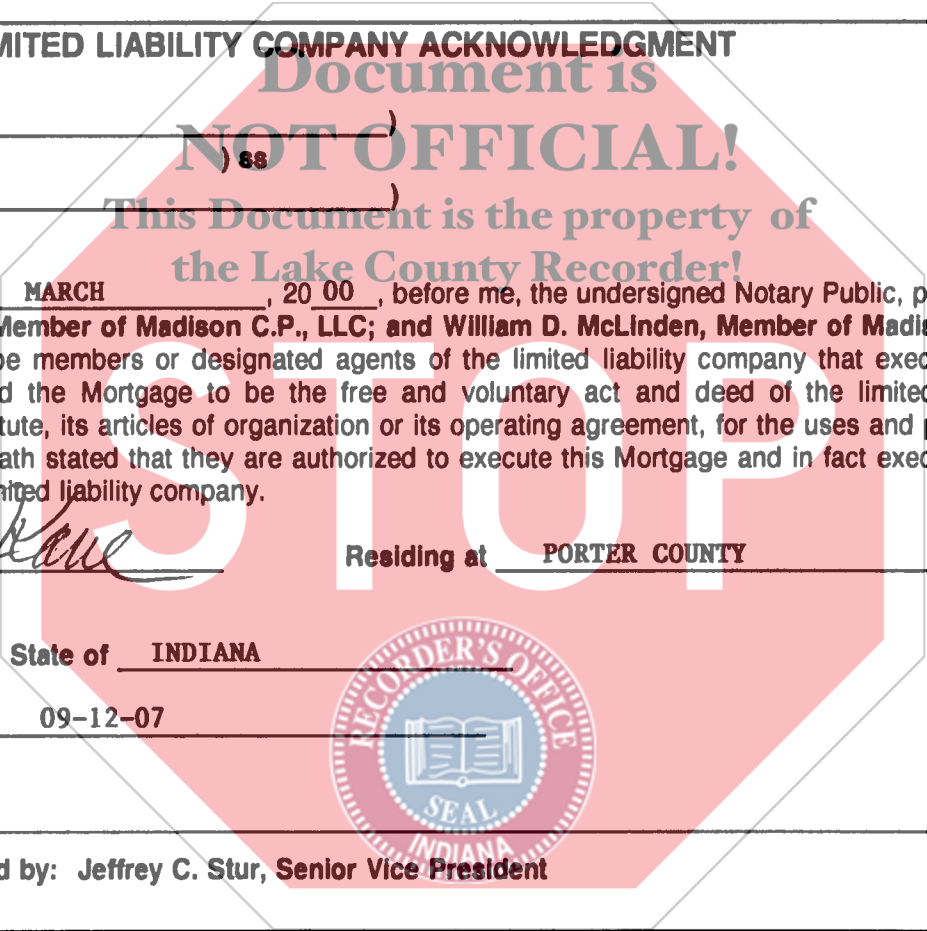 MITED LIABILITY COMPANY ACKNOWLEDGMENT
Document is
)
NOT OFFICIAL!
) ss
)
This Document is the property of
the Lake County Recorder!
MARCH , 20 00 , before me, the undersigned Notary Public, p
Member of Madison C.P., LLC; and William D. McLinden, Member of Madi
be members or designated agents of the limited liability company that exec
d the Mortgage to be the free and voluntary act and deed of the limited
tute, its articles of organization or its operating agreement, for the uses and
ath stated that they are authorized to execute this Mortgage and in fact exec
mited liability company.
STOP
Kane Residing at PORTER COUNTY
State of INDIANA
RECORDER'S OFFICE
09-12-07
SEAL
INDIANA
d by: Jeffrey C. Stur, Senior Vice President